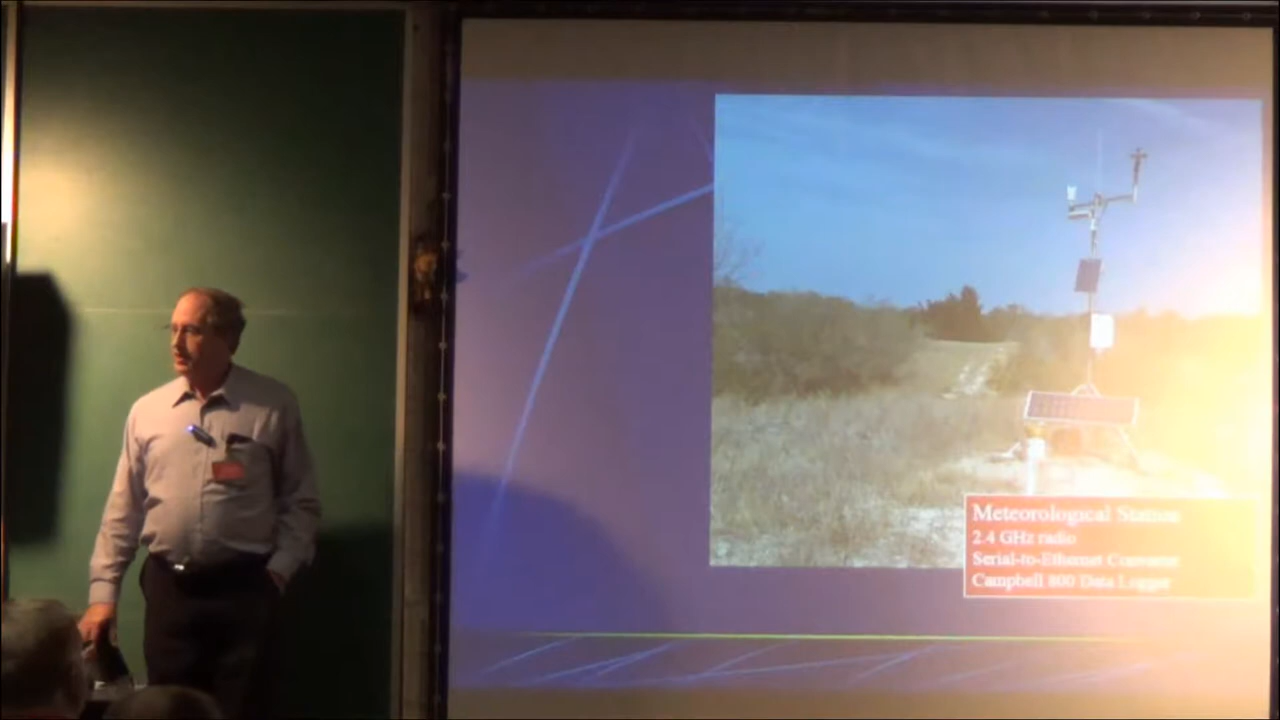 Meteorological Station
2.4 GHz radio
Serial-to-Ethernet Converter
Campbell 800 Data Logger